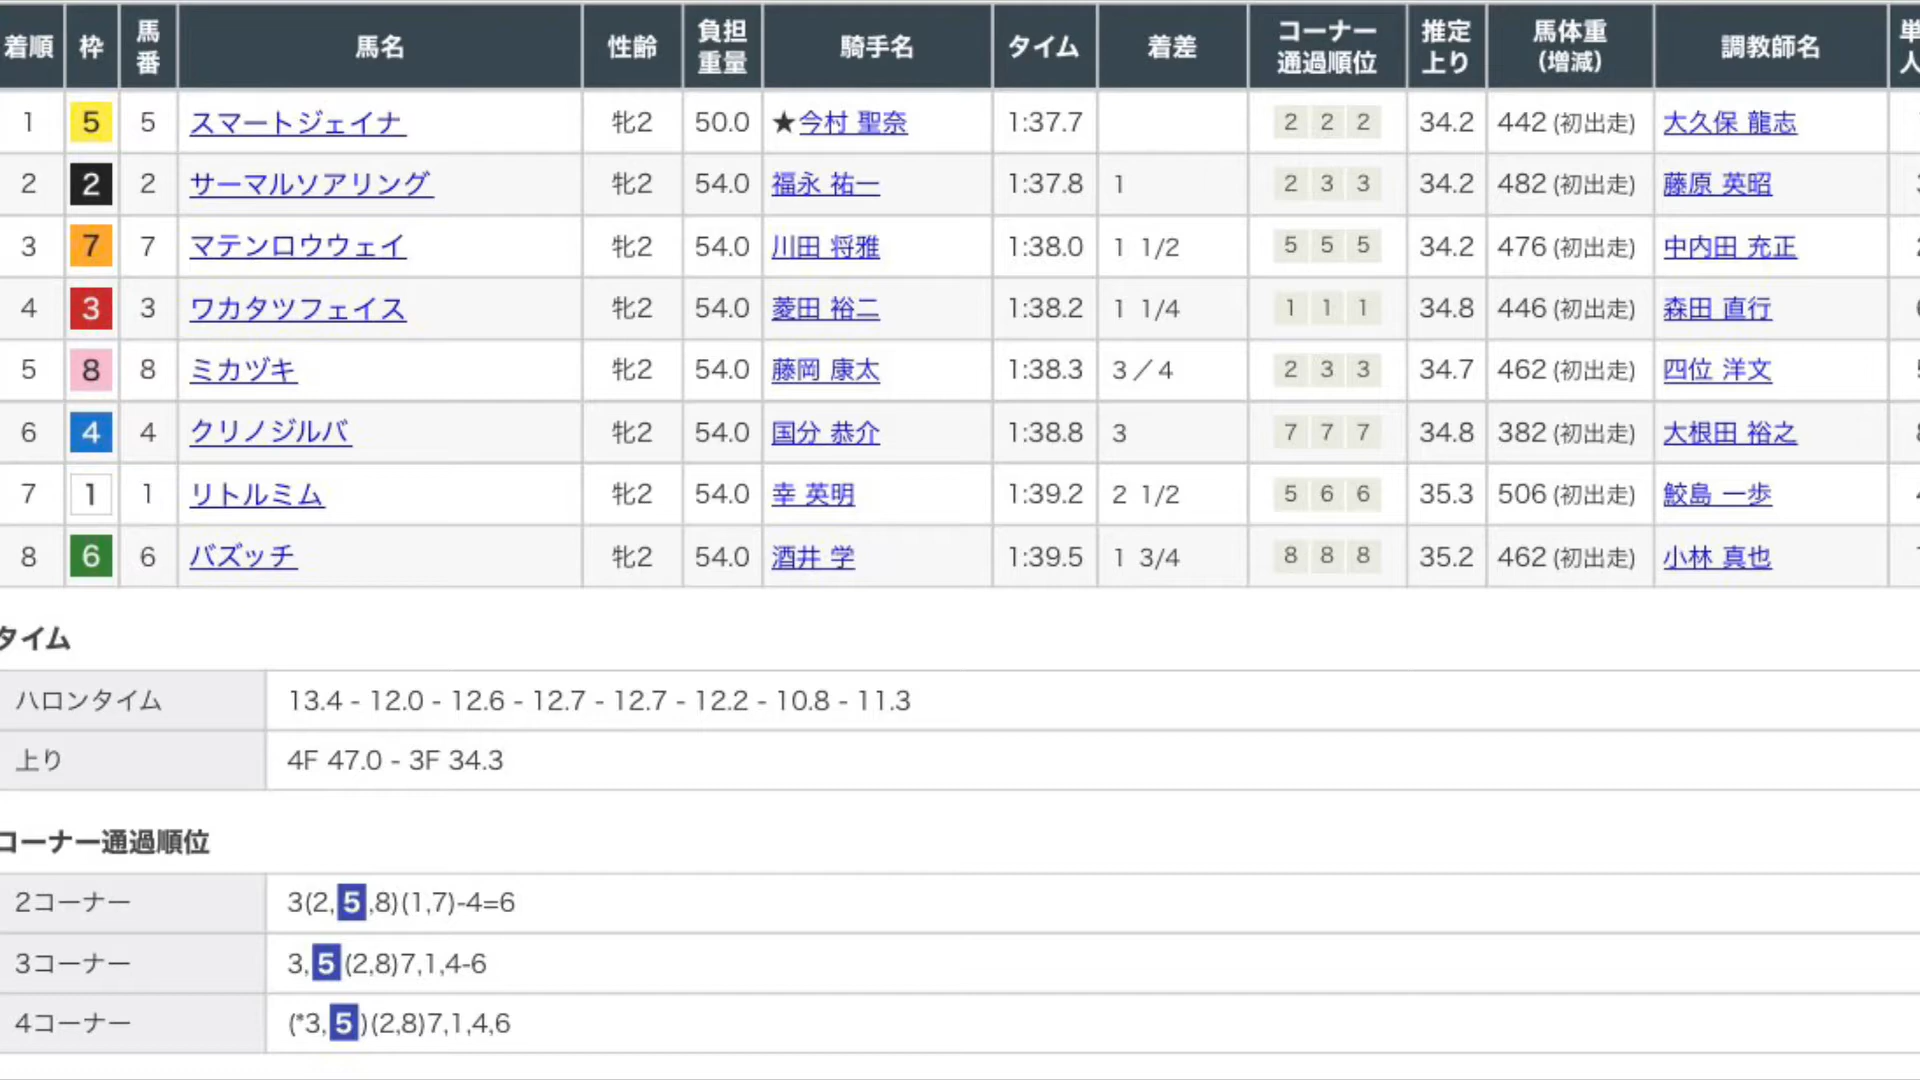 着順 枠 馬番 馬名 性齢 負担重量 騎手名 タイム 着差 コーナー通過順位 推定上り 馬体重(増減) 調教師名
1 5 5 スマートジェイナ 牝2 50.0 ★今村 聖奈 1:37.7 2 2 2 34.2 442 (初出走) 大久保 龍志
2 2 2 サーマルソアリング 牝2 54.0 福永 祐一 1:37.8 1 2 3 3 34.2 482 (初出走) 藤原 英昭
3 7 7 マテンロウウェイ 牝2 54.0 川田 将雅 1:38.0 1 1/2 5 5 5 34.2 476 (初出走) 中内田 充正
4 3 3 ワカタツフェイス 牝2 54.0 菱田 裕二 1:38.2 1 1/4 1 1 1 34.8 446 (初出走) 森田 直行
5 8 8 ミカヅキ 牝2 54.0 藤岡 康太 1:38.3 3／4 2 3 3 34.7 462 (初出走) 四位 洋文
6 4 4 クリノジルバ 牝2 54.0 国分 恭介 1:38.8 3 7 7 7 34.8 382 (初出走) 大根田 裕之
7 1 1 リトルミム 牝2 54.0 幸 英明 1:39.2 2 1/2 5 6 6 35.3 506 (初出走) 鮫島 一歩
8 6 6 バズッチ 牝2 54.0 酒井 学 1:39.5 1 3/4 8 8 8 35.2 462 (初出走) 小林 真也
タイム
ハロンタイム 13.4 - 12.0 - 12.6 - 12.7 - 12.7 - 12.2 - 10.8 - 11.3
上り 4F 47.0 - 3F 34.3
コーナー通過順位
2コーナー 3(2,5,8)(1,7)-4=6
3コーナー 3,5(2,8)7,1,4-6
4コーナー (*3,5)(2,8)7,1,4,6